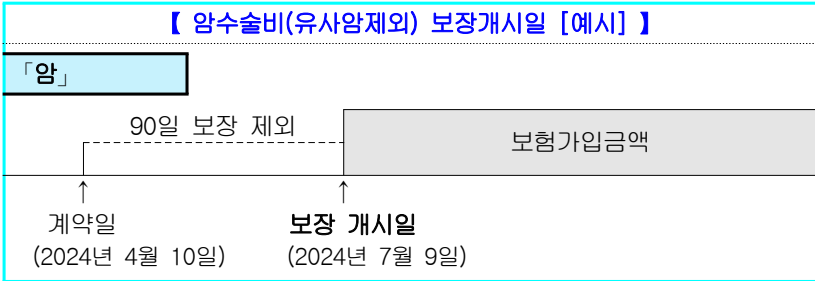 【 암수술비(유사암제외) 보장개시일 [예시] 】
「암」
90일 보장 제외
보험가입금액
↑ ↑
계약일 보장 개시일
(2024년 4월 10일) (2024년 7월 9일)